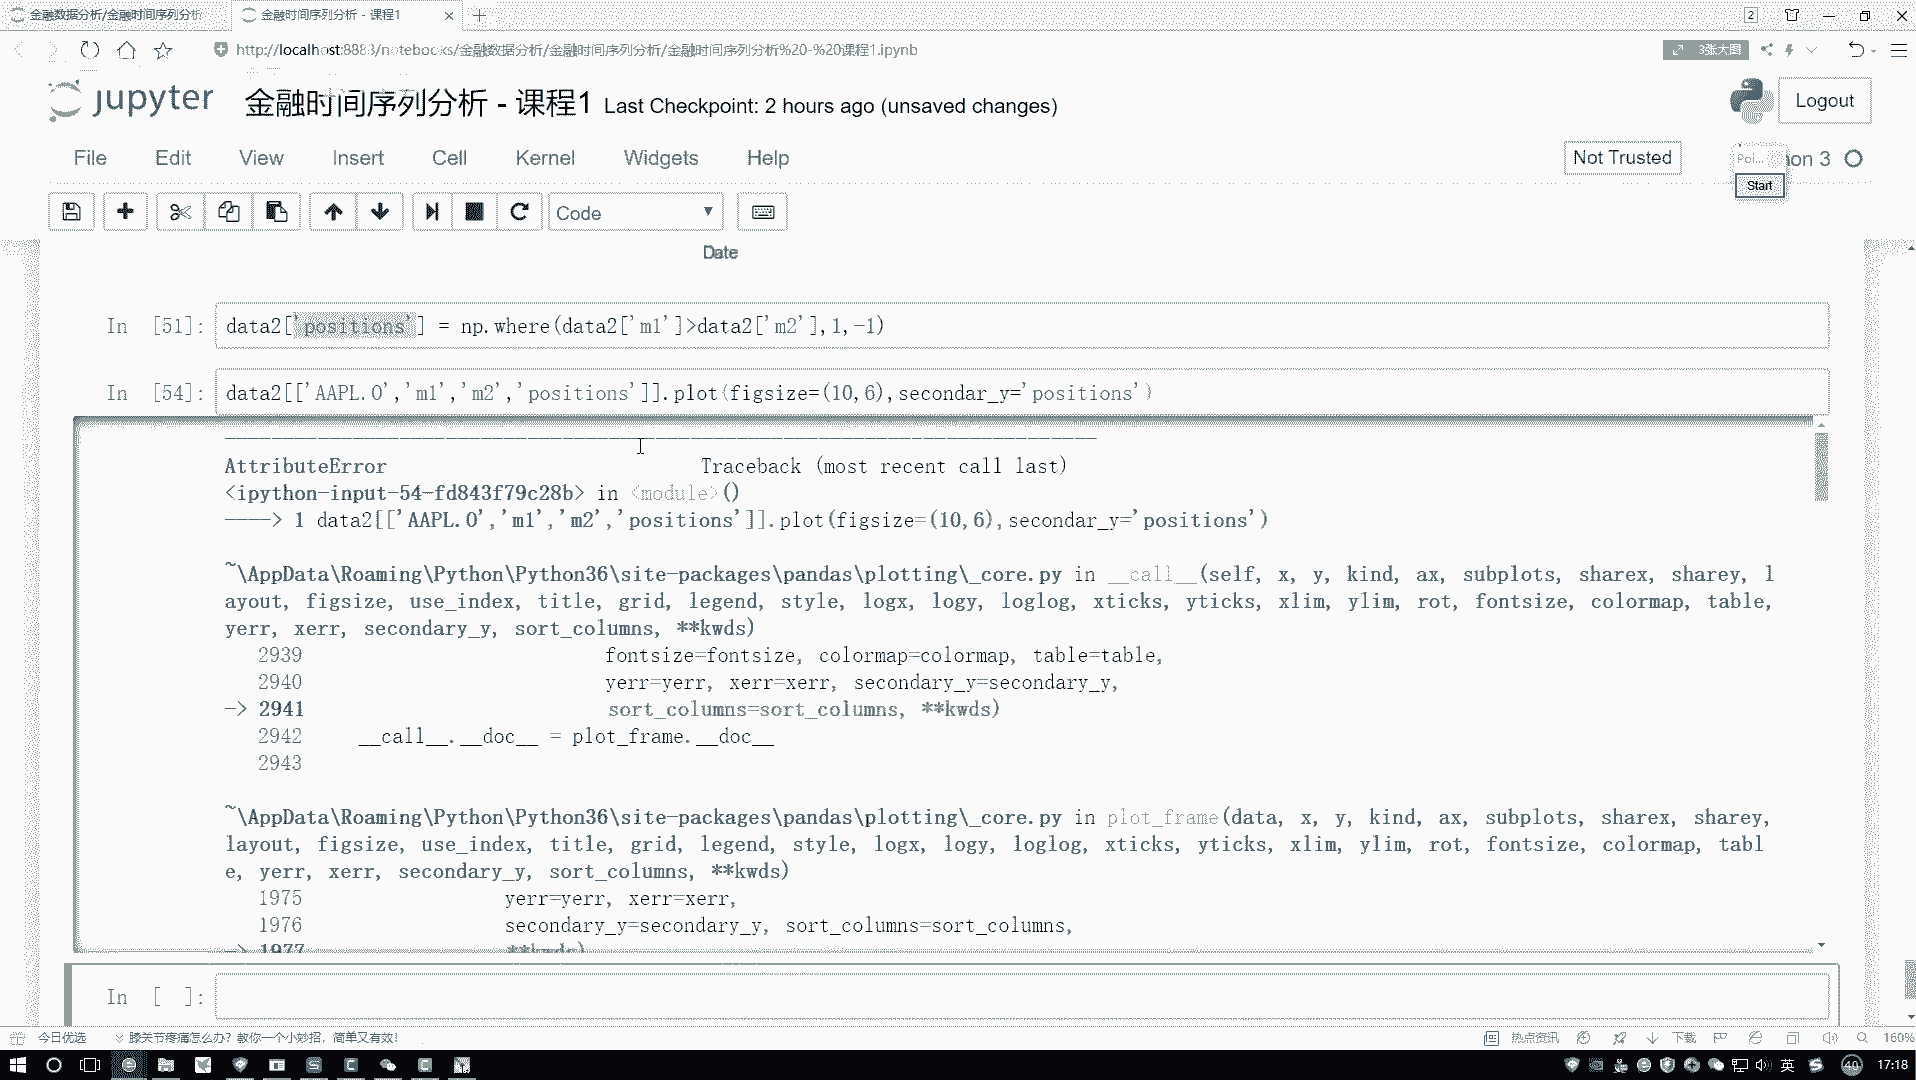 金融数据分析/金融时间序列分析
金融时间序列分析 - 课程1
2
http://localhost:8883/notebooks/金融数据分析/金融时间序列分析/金融时间序列分析%20-%20课程1.ipynb
3张大图
jupyter
金融时间序列分析 - 课程1 Last Checkpoint: 2 hours ago (unsaved changes)
Logout
File Edit View Insert Cell Kernel Widgets Help
Not Trusted
Poi... hon 3
Start
Code
Date
In [51]: data2['positions'] = np.where(data2['m1']>data2['m2'],1,-1)
In [54]: data2[['AAPL.O','m1','m2','positions']].plot(figsize=(10,6),secondar_y='positions')
---------------------------------------------------------------------------
AttributeError Traceback (most recent call last)
<ipython-input-54-fd843f79c28b> in <module>()
----> 1 data2[['AAPL.O','m1','m2','positions']].plot(figsize=(10,6),secondar_y='positions')
~\AppData\Roaming\Python\Python36\site-packages\pandas\plotting\_core.py in __call__(self, x, y, kind, ax, subplots, sharex, sharey, l
ayout, figsize, use_index, title, grid, legend, style, logx, logy, loglog, xticks, yticks, xlim, ylim, rot, fontsize, colormap, table,
yerr, xerr, secondary_y, sort_columns, **kwds)
2939 fontsize=fontsize, colormap=colormap, table=table,
2940 yerr=yerr, xerr=xerr, secondary_y=secondary_y,
-> 2941 sort_columns=sort_columns, **kwds)
2942 __call__.__doc__ = plot_frame.__doc__
2943
~\AppData\Roaming\Python\Python36\site-packages\pandas\plotting\_core.py in plot_frame(data, x, y, kind, ax, subplots, sharex, sharey,
layout, figsize, use_index, title, grid, legend, style, logx, logy, loglog, xticks, yticks, xlim, ylim, rot, fontsize, colormap, tabl
e, yerr, xerr, secondary_y, sort_columns, **kwds)
1975 yerr=yerr, xerr=xerr,
1976 secondary_y=secondary_y, sort_columns=sort_columns,
-> 1977 **kwds)
In [ ]:
今日优选 膝关节疼痛怎么办？教你一个小妙招，简单又有效！
热点资讯 下载 160%
英 40 17:18